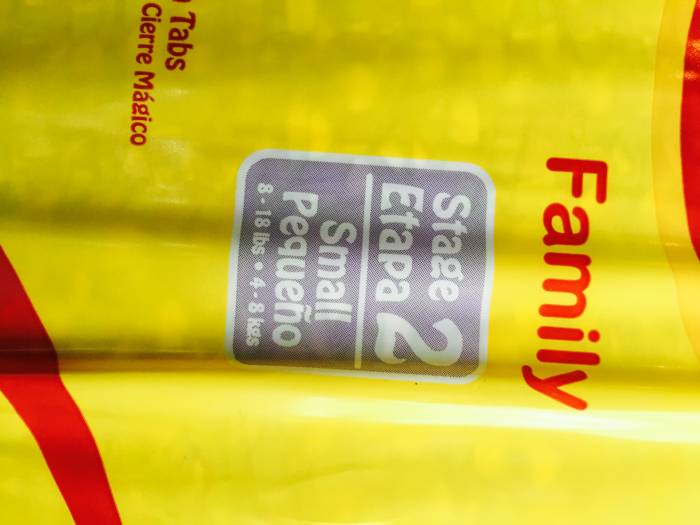 Family
Stage
Etapa 2
Small
Pequeño
8 - 18 lbs • 4 - 8 kgs
Tabs
Cierre Mágico